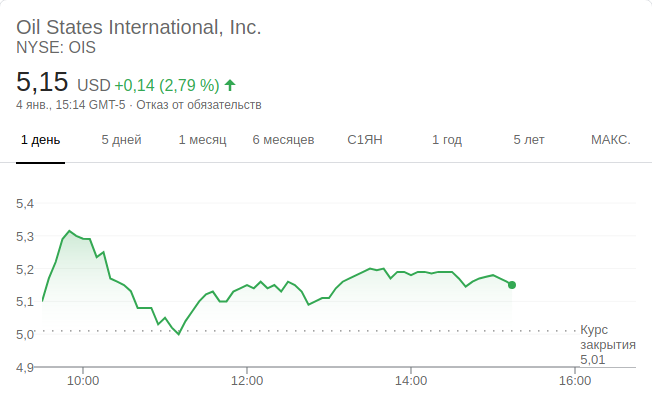 Oil States International, Inc.
NYSE: OIS
5,15 USD +0,14 (2,79 %)
4 янв., 15:14 GMT-5 · Отказ от обязательств
1 день 5 дней 1 месяц 6 месяцев С1ЯН 1 год 5 лет МАКС.
5,4
5,3
5,2
5,1
5,0
Курс
закрытия
5,01
4,9
10:00 12:00 14:00 16:00